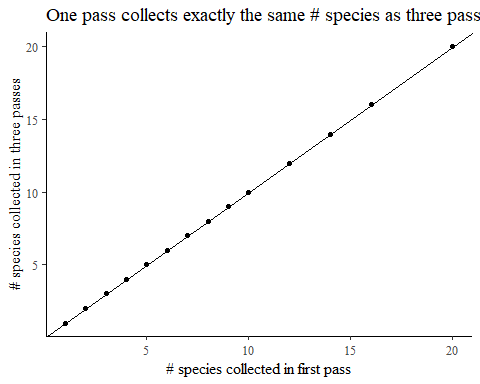 One pass collects exactly the same # species as three pass
# species collected in three passes
20
15
10
5
5
10
15
20
# species collected in first pass